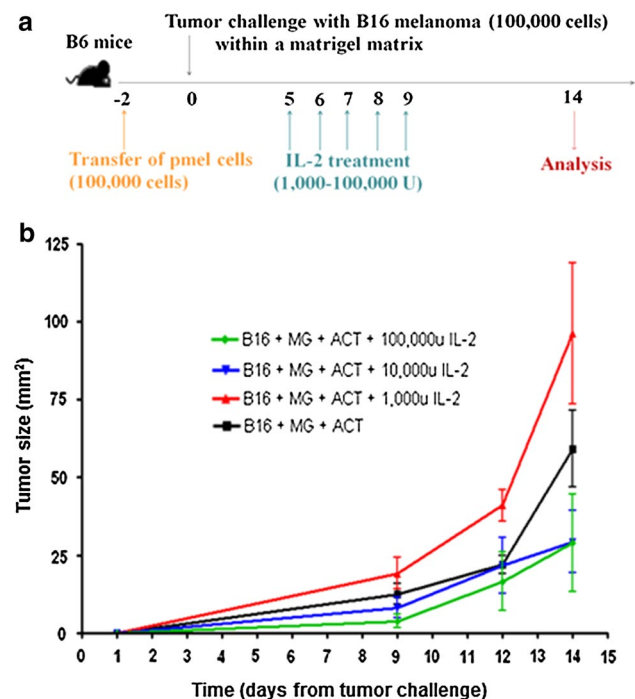 a
Tumor challenge with B16 melanoma (100,000 cells)
within a matrigel matrix
B6 mice
-2 0 5 6 7 8 9 14
Transfer of pmel cells
(100,000 cells)
IL-2 treatment
(1,000-100,000 U)
Analysis
b
Tumor size (mm²)
125
100
75
50
25
0
B16 + MG + ACT + 100,000u IL-2
B16 + MG + ACT + 10,000u IL-2
B16 + MG + ACT + 1,000u IL-2
B16 + MG + ACT
0 1 2 3 4 5 6 7 8 9 10 11 12 13 14 15
Time (days from tumor challenge)